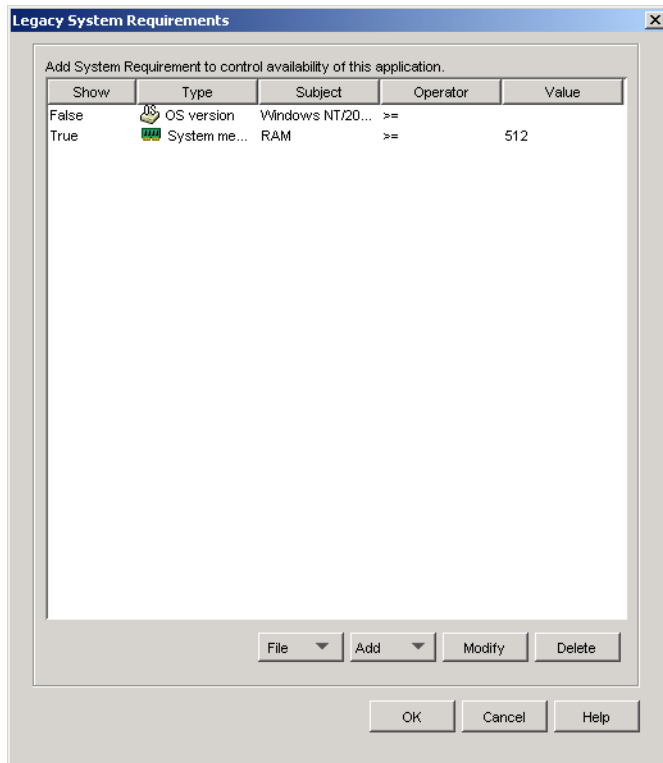 Legacy System Requirements
Add System Requirement to control availability of this application.
Show Type Subject Operator Value
False OS version Windows NT/20... >=
True System me... RAM >= 512
File Add Modify Delete
OK Cancel Help